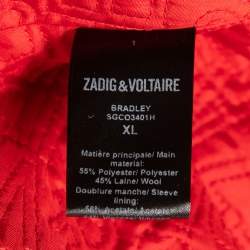 ZADIG & VOLTAIRE
BRADLEY
SGCO3401H
XL
Matière principale/ Main
material:
55% Polyester/ Polyester
45% Laine/ Wool
Doublure manche/ Sleeve
lining: